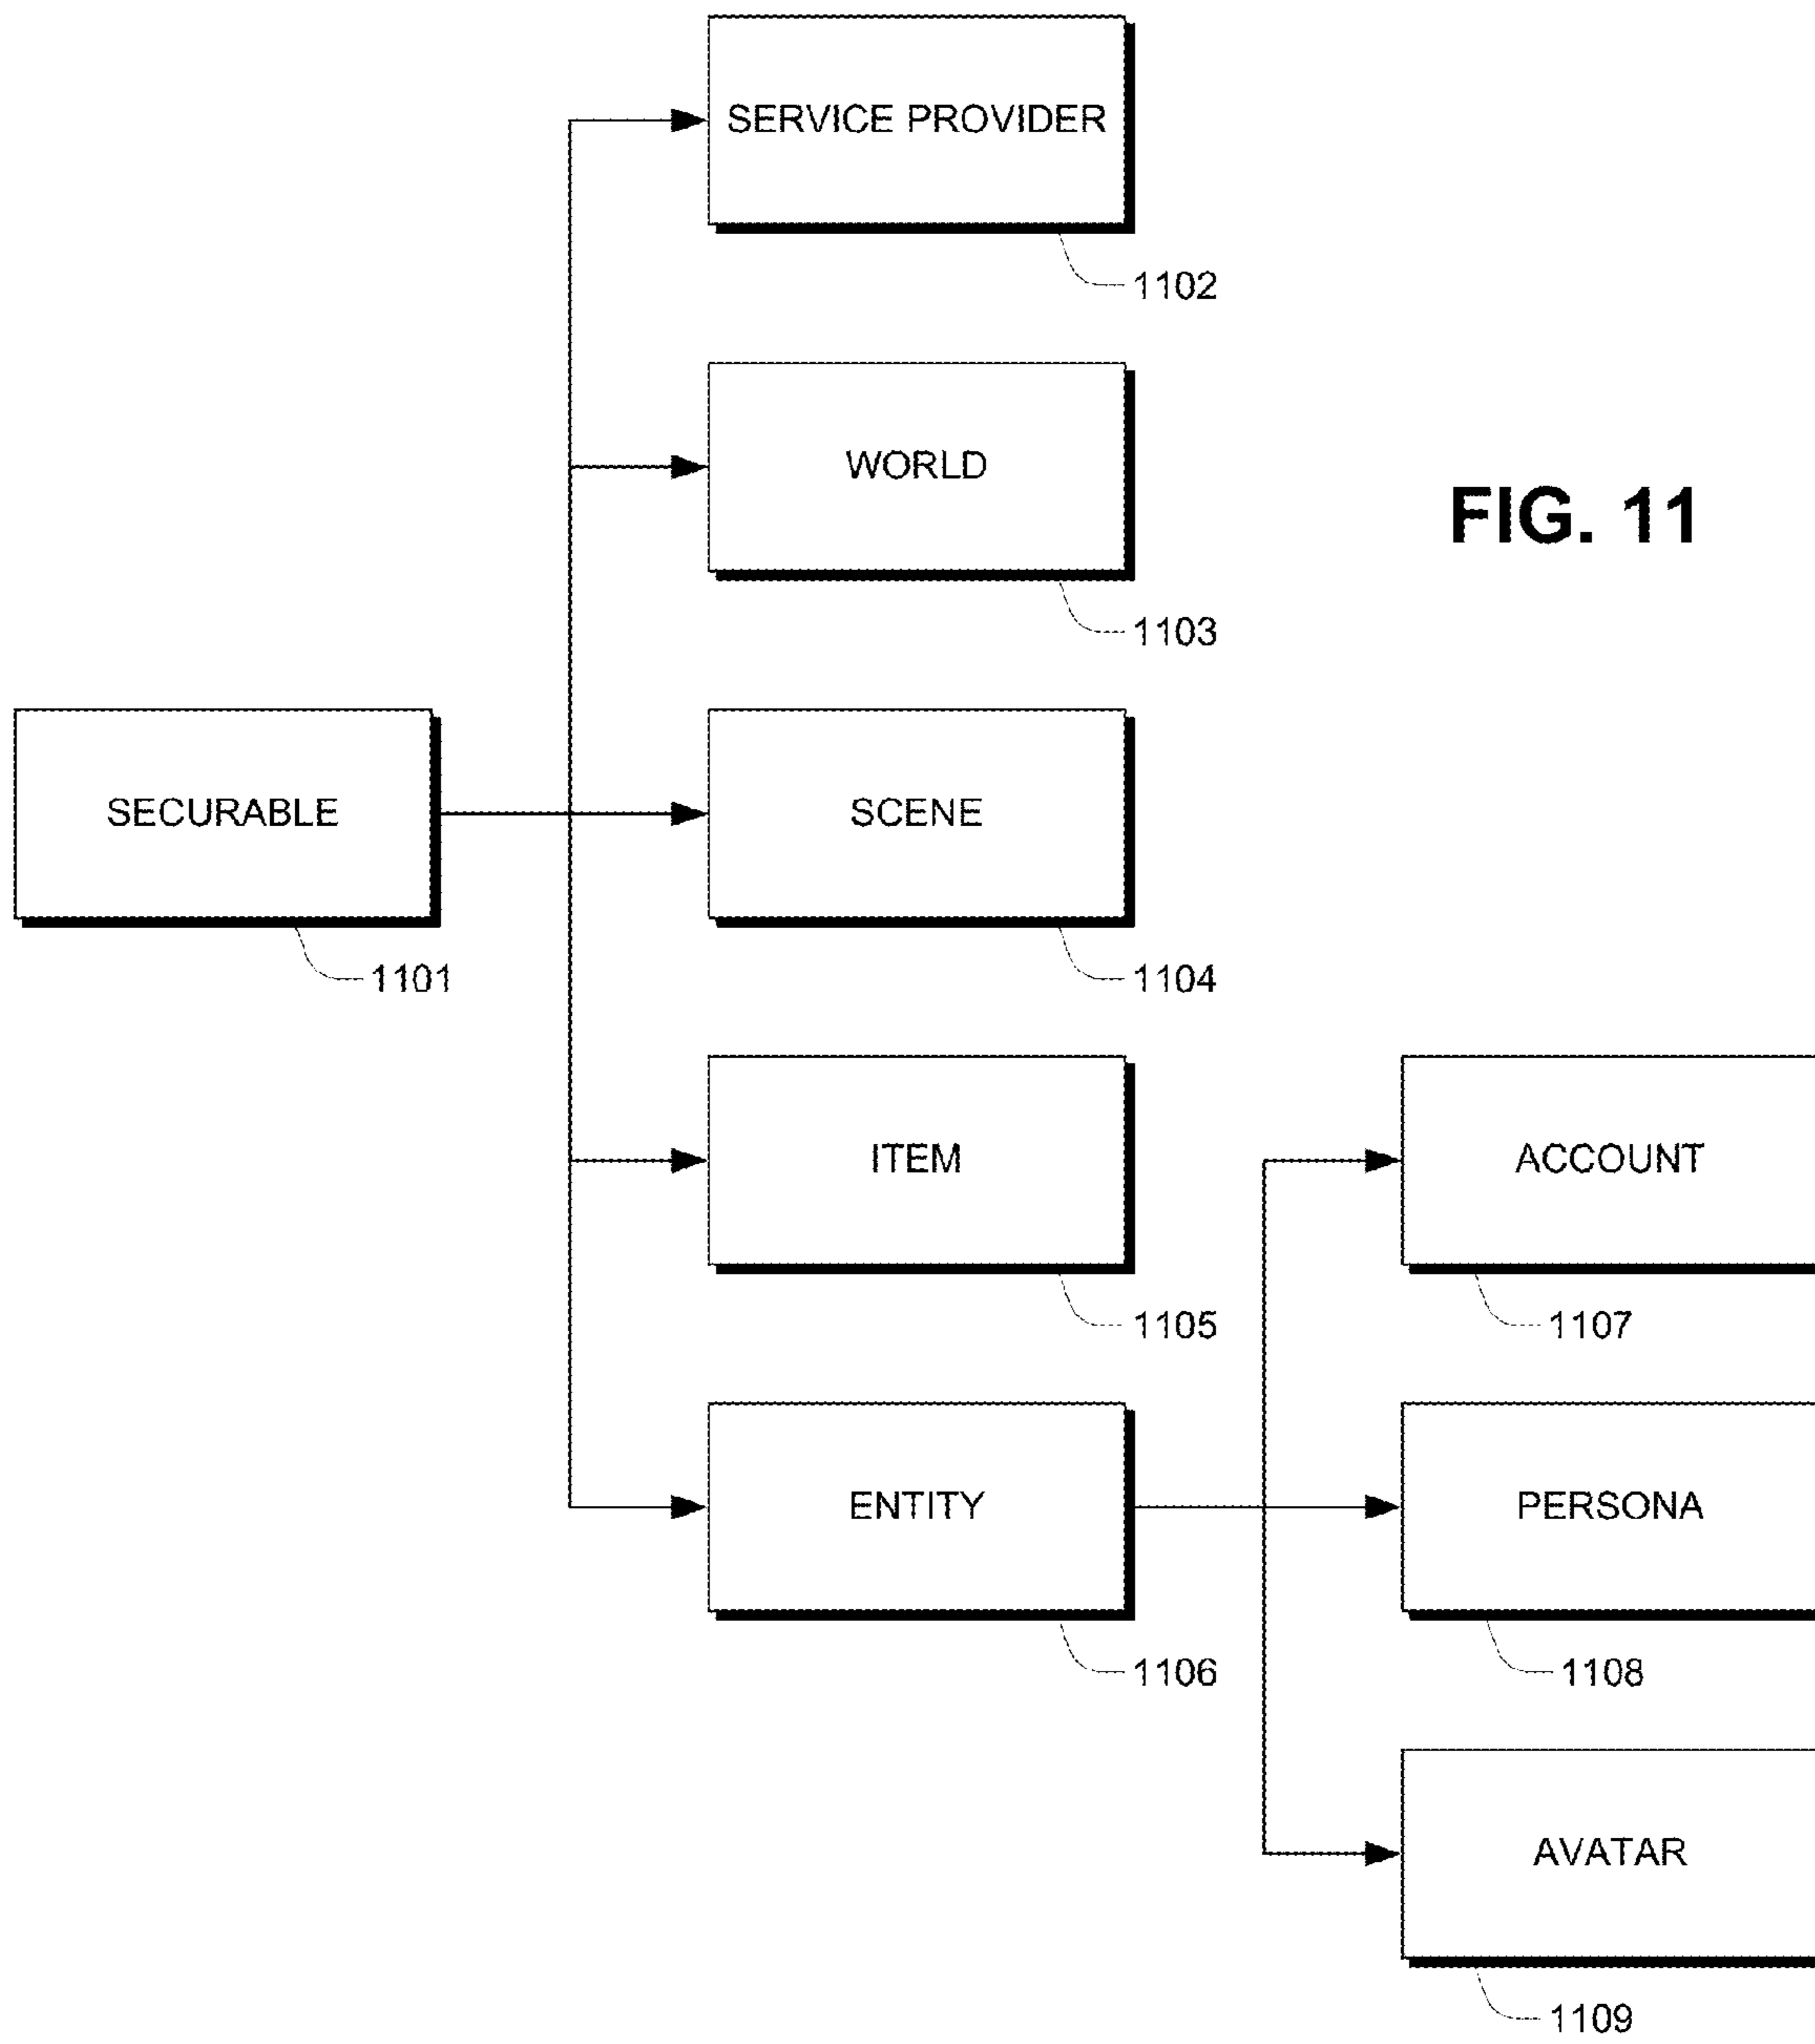 SERVICE PROVIDER
1102
WORLD
1103
FIG. 11
SECURABLE
1101
SCENE
1104
ITEM
1105
ACCOUNT
1107
ENTITY
1106
PERSONA
1108
AVATAR
1109